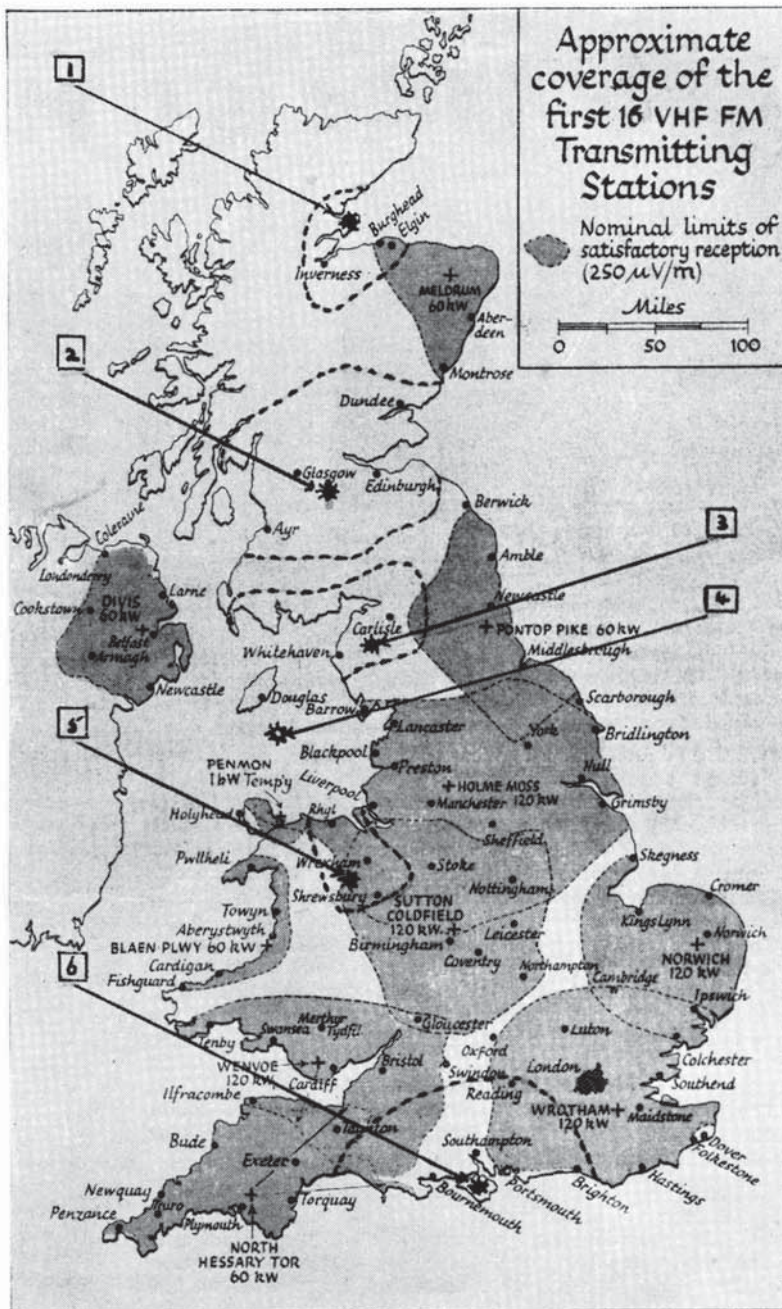 Approximate
coverage of the
first 16 VHF FM
Transmitting
Stations
Nominal limits of
satisfactory reception
(250 μV/m)
Miles
0
50
100
1
2
3
4
5
6
Burghead
Elgin
Inverness
MELDRUM
60 kW
Aber-
deen
Montrose
Dundee
Glasgow
Edinburgh
Berwick
Ayr
Amble
Coleraine
Londonderry
Larne
Cookstown
DIVIS
60 kW
Belfast
Armagh
Newcastle
Newcastle
Carlisle
PONTOP PIKE 60 kW
Whitehaven
Middlesbrough
Douglas
Barrow
Scarborough
Lancaster
York
Bridlington
Blackpool
Preston
Hull
PENMON
1 kW Temp'y
Liverpool
HOLME MOSS
120 kW
Manchester
Grimsby
Holyhead
Rhyl
Sheffield
Skegness
Pwllheli
Wrexham
Stoke
Nottingham
Cromer
Shrewsbury
SUTTON
COLDFIELD
120 kW
Kings Lynn
Norwich
Towyn
Aberystwyth
Birmingham
Leicester
NORWICH
120 kW
BLAEN PLWY 60 kW
Coventry
Cardigan
Northampton
Cambridge
Fishguard
Ipswich
Tenby
Swansea
Merthyr
Tydfil
Gloucester
Luton
Oxford
Colchester
WENVOE
120 kW
Cardiff
Bristol
Swindon
London
Southend
Ilfracombe
Reading
WROTHAM
120 kW
Maidstone
Taunton
Dover
Folkestone
Bude
Southampton
Exeter
Newquay
Truro
Torquay
Bournemouth
Portsmouth
Brighton
Hastings
Penzance
Plymouth
NORTH
HESSARY TOR
60 kW